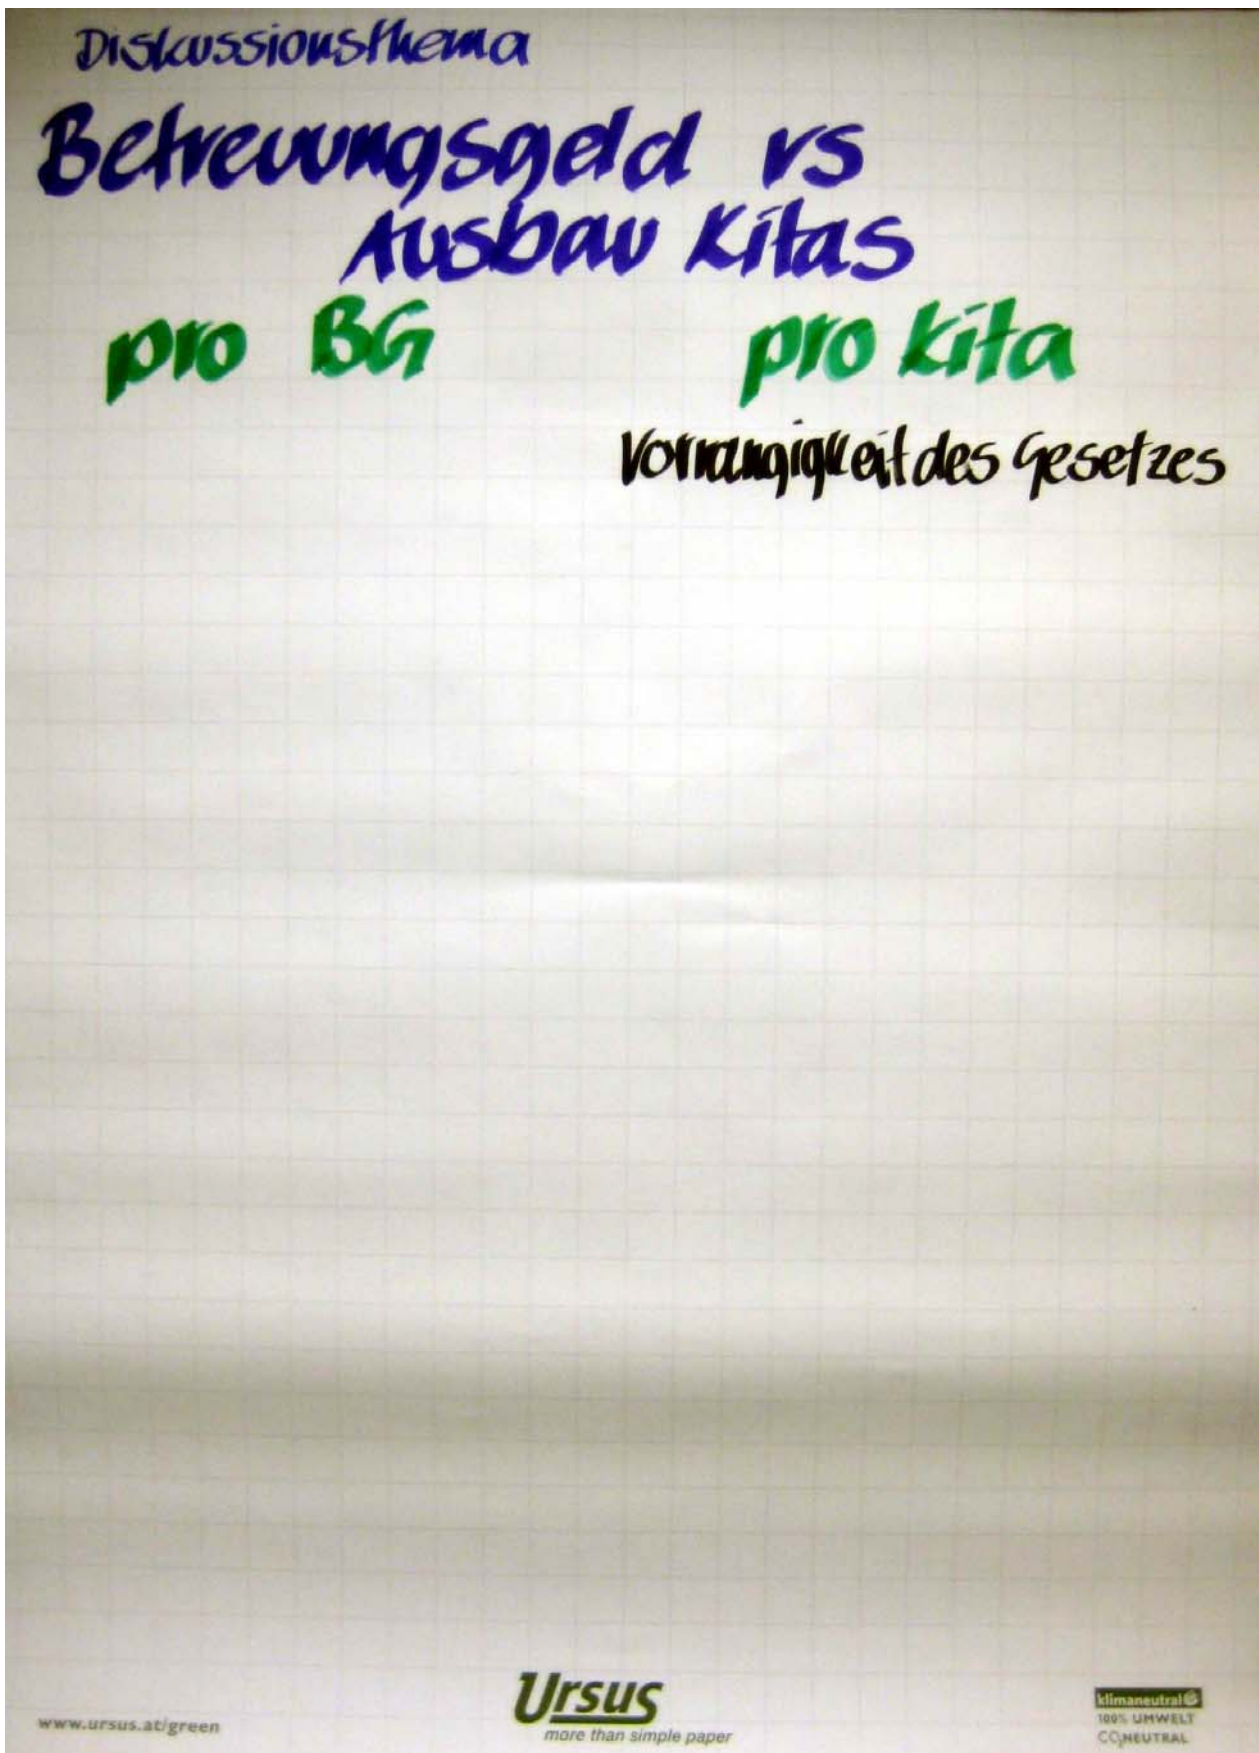 Diskussionsthema
Betreuungsgeld vs
Ausbau Kitas
pro BG pro Kita
Vorrangigkeit des Gesetzes
www.ursus.at/green
Ursus
more than simple paper
klimaneutral
100% UMWELT
CO2NEUTRAL